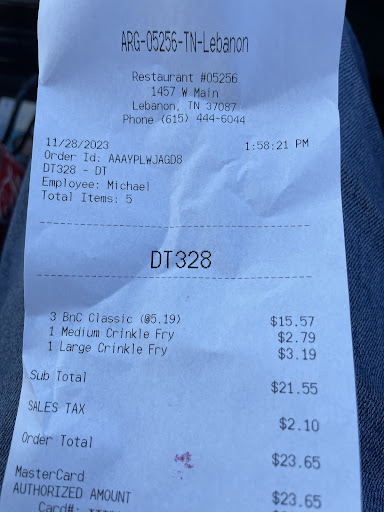 ARG-05256-TN-Lebanon
Restaurant #05256
1457 W Main
Lebanon, TN 37087
Phone (615) 444-6044
11/28/2023 1:58:21 PM
Order Id: AAAYPLWJAGD8
DT328 - DT
Employee: Michael
Total Items: 5
DT328
3 BnC Classic (@5.19) $15.57
1 Medium Crinkle Fry $2.79
1 Large Crinkle Fry $3.19
Sub Total $21.55
SALES TAX $2.10
Order Total $23.65
MasterCard
AUTHORIZED AMOUNT $23.65
Card#: